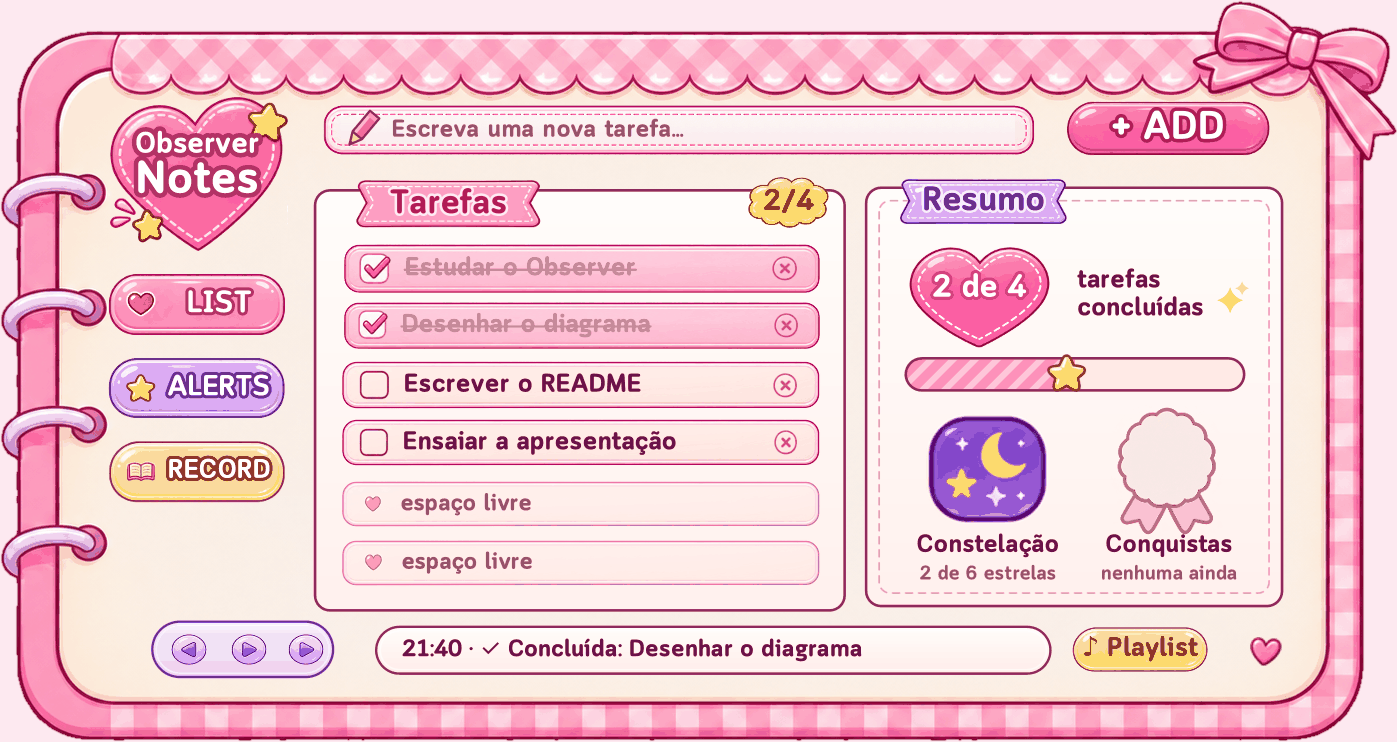 Observer
Notes
Escreva uma nova tarefa...
+ ADD
LIST
ALERTS
RECORD
Tarefas
2/4
Estudar o Observer
Desenhar o diagrama
Escrever o README
Ensaiar a apresentação
espaço livre
espaço livre
Resumo
2 de 4
tarefas
concluídas
Constelação
2 de 6 estrelas
Conquistas
nenhuma ainda
21:40 · ✓ Concluída: Desenhar o diagrama
♪ Playlist